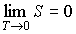 lim S = 0
T→0